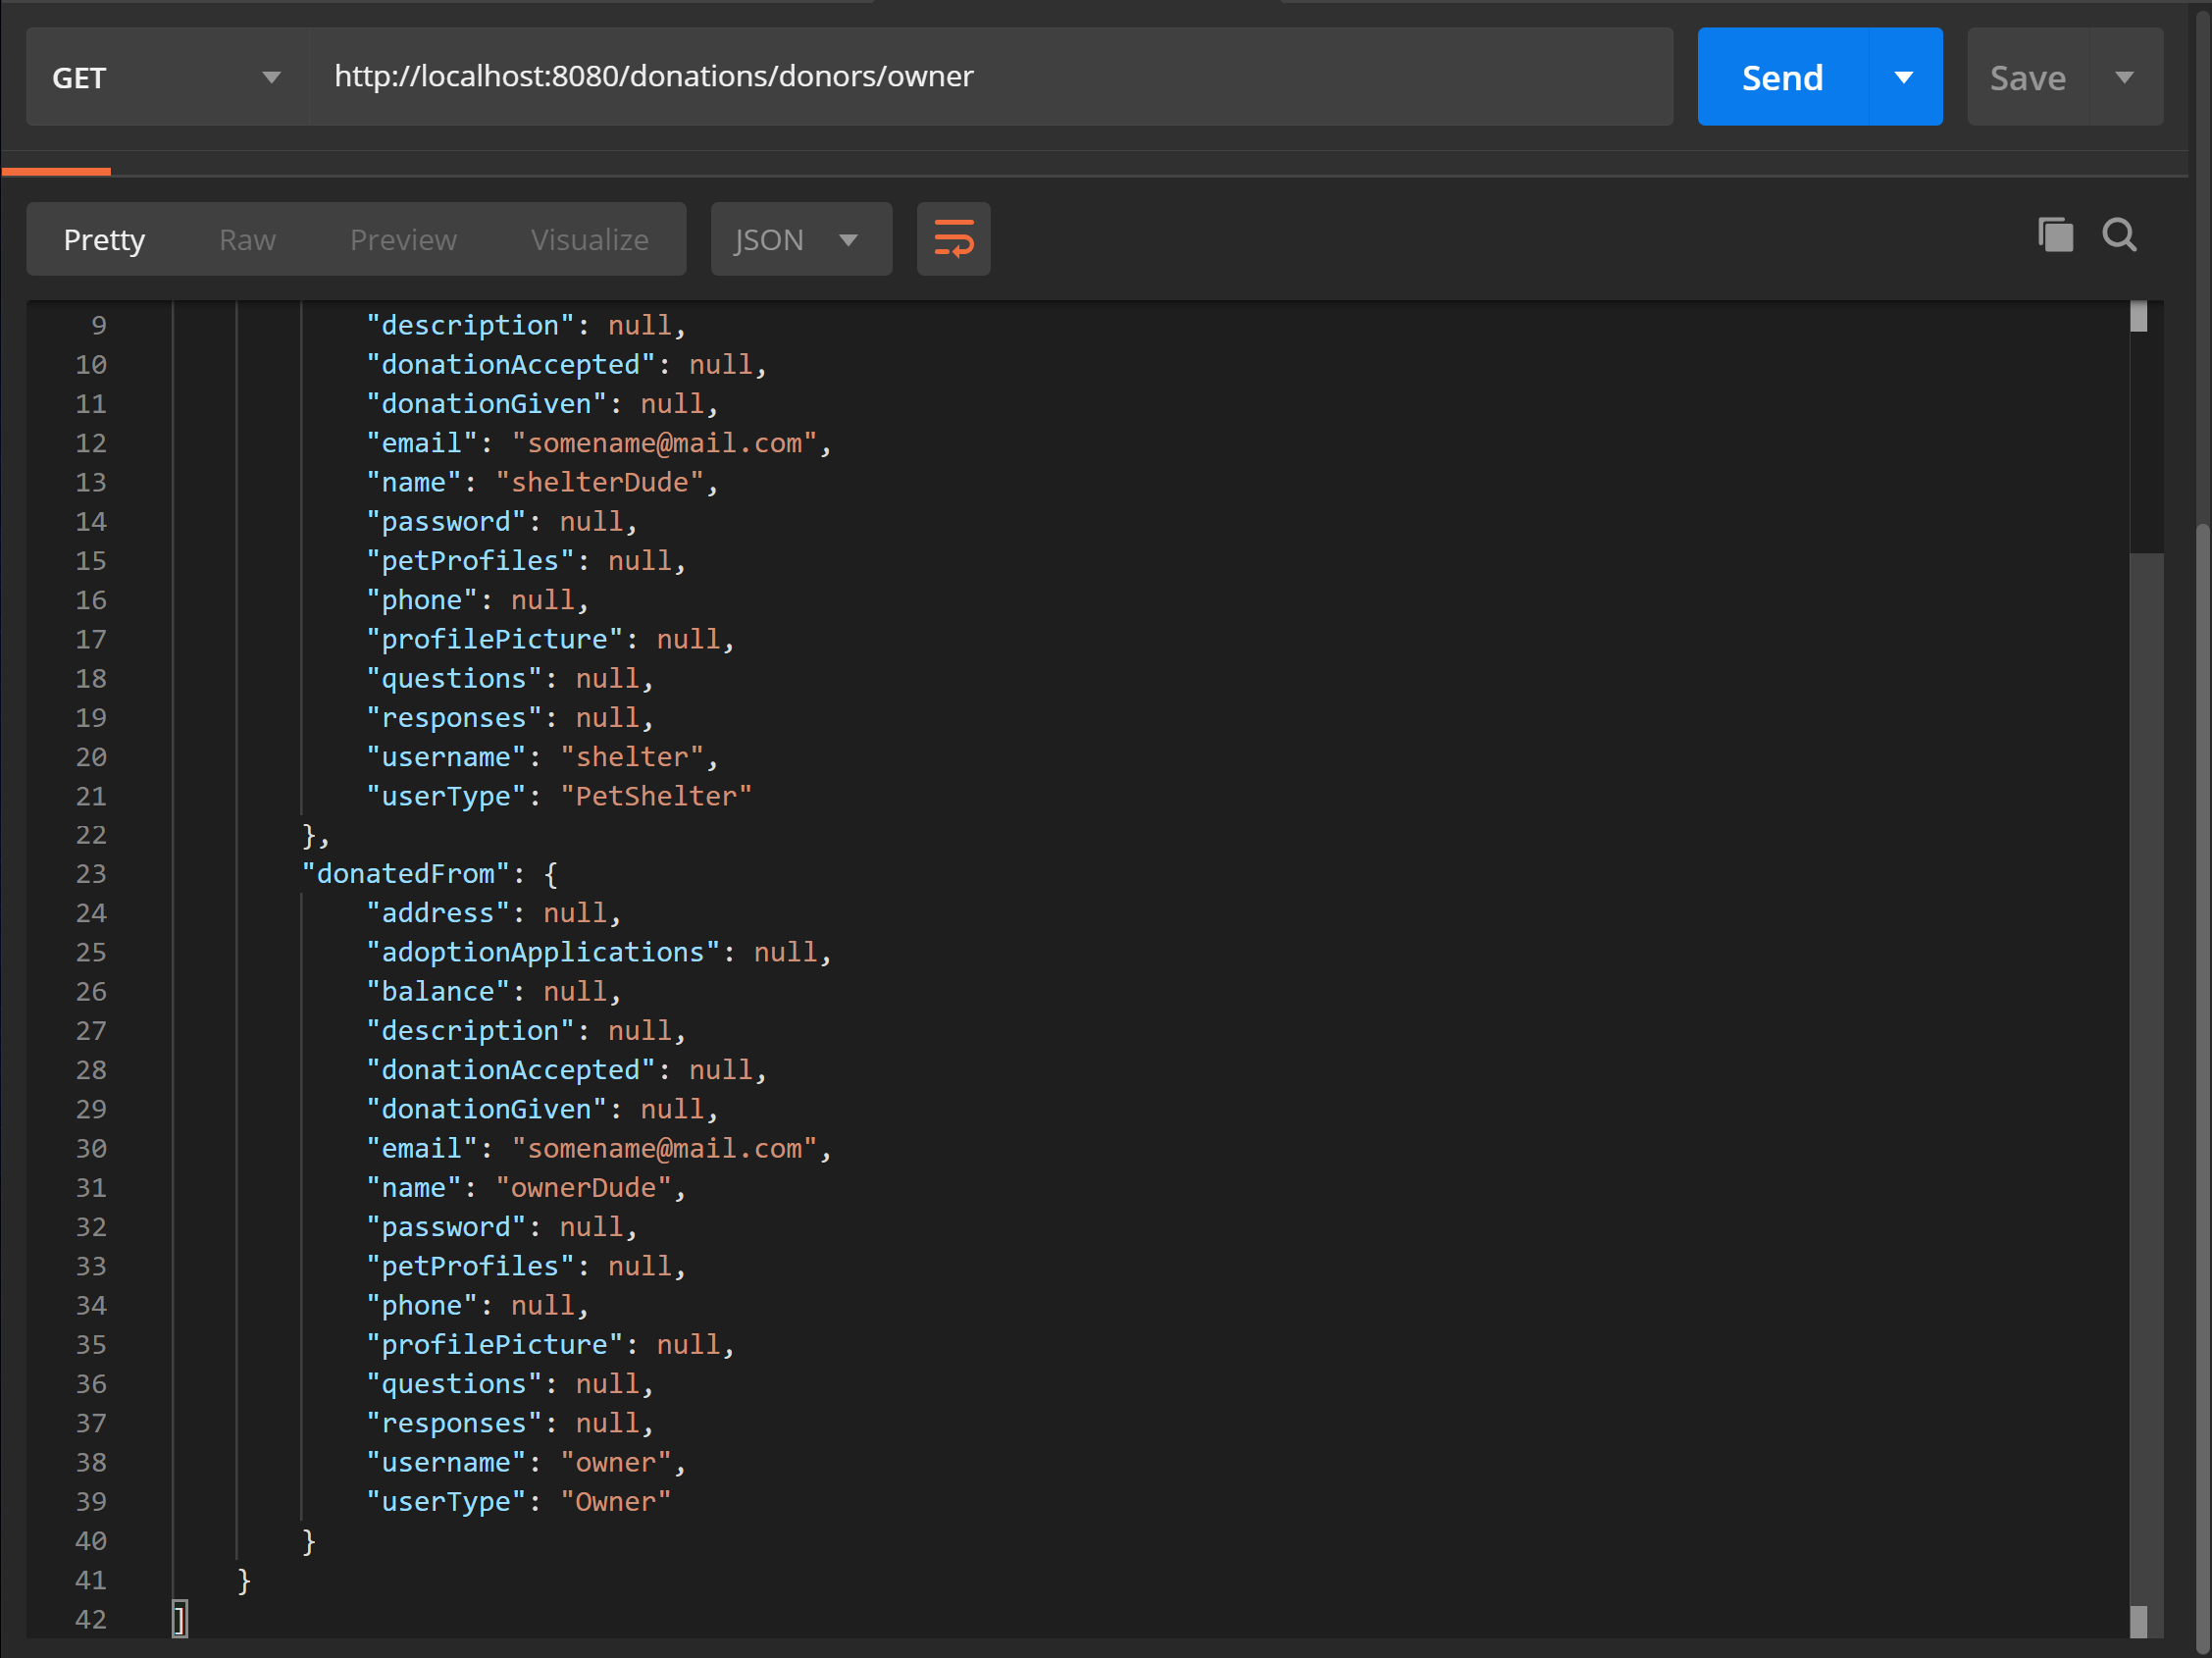 GET http://localhost:8080/donations/donors/owner Send Save
Pretty Raw Preview Visualize JSON
9 "description": null,
10 "donationAccepted": null,
11 "donationGiven": null,
12 "email": "somename@mail.com",
13 "name": "shelterDude",
14 "password": null,
15 "petProfiles": null,
16 "phone": null,
17 "profilePicture": null,
18 "questions": null,
19 "responses": null,
20 "username": "shelter",
21 "userType": "PetShelter"
22 },
23 "donatedFrom": {
24 "address": null,
25 "adoptionApplications": null,
26 "balance": null,
27 "description": null,
28 "donationAccepted": null,
29 "donationGiven": null,
30 "email": "somename@mail.com",
31 "name": "ownerDude",
32 "password": null,
33 "petProfiles": null,
34 "phone": null,
35 "profilePicture": null,
36 "questions": null,
37 "responses": null,
38 "username": "owner",
39 "userType": "Owner"
40 }
41 }
42 ]